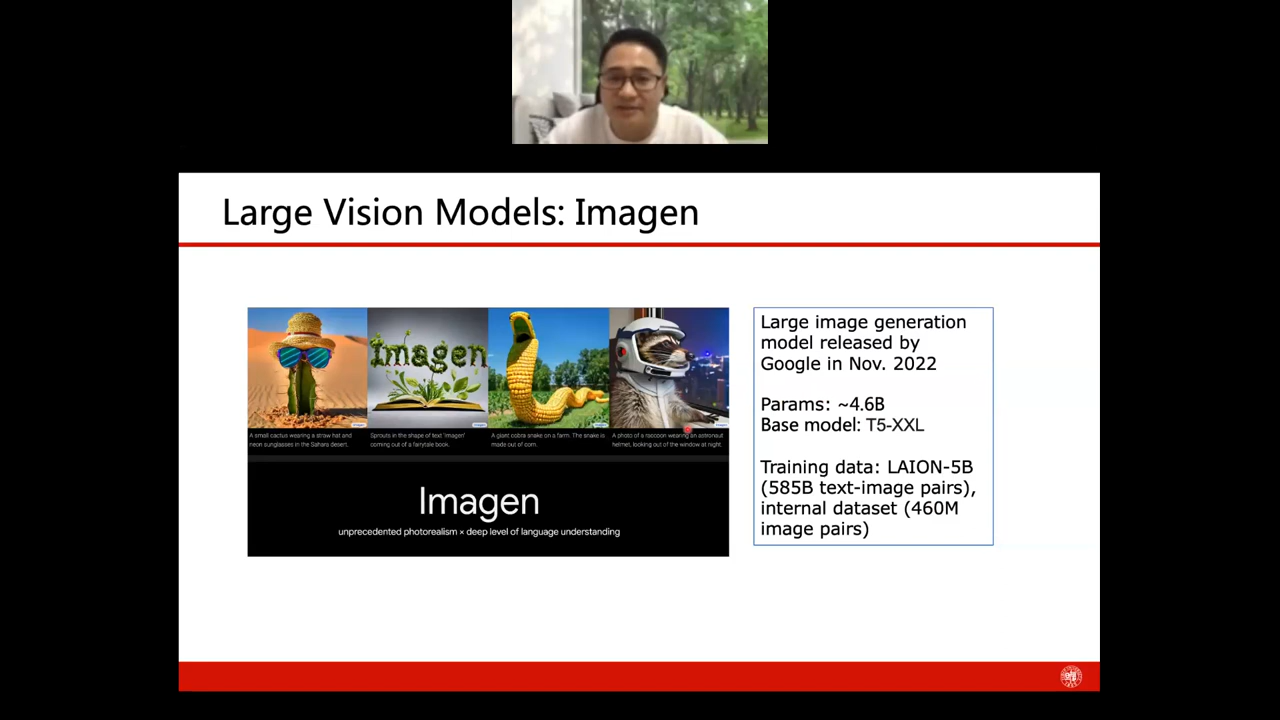 Large Vision Models: Imagen
Imagen
A small cactus wearing a straw hat and
neon sunglasses in the Sahara desert.
Sprouts in the shape of text 'Imagen'
coming out of a fairytale book.
A giant cobra snake on a farm. The snake is
made out of corn.
A photo of a raccoon wearing an astronaut
helmet, looking out of the window at night.
Imagen
unprecedented photorealism × deep level of language understanding
Large image generation
model released by
Google in Nov. 2022
Params: ~4.6B
Base model: T5-XXL
Training data: LAION-5B
(585B text-image pairs),
internal dataset (460M
image pairs)